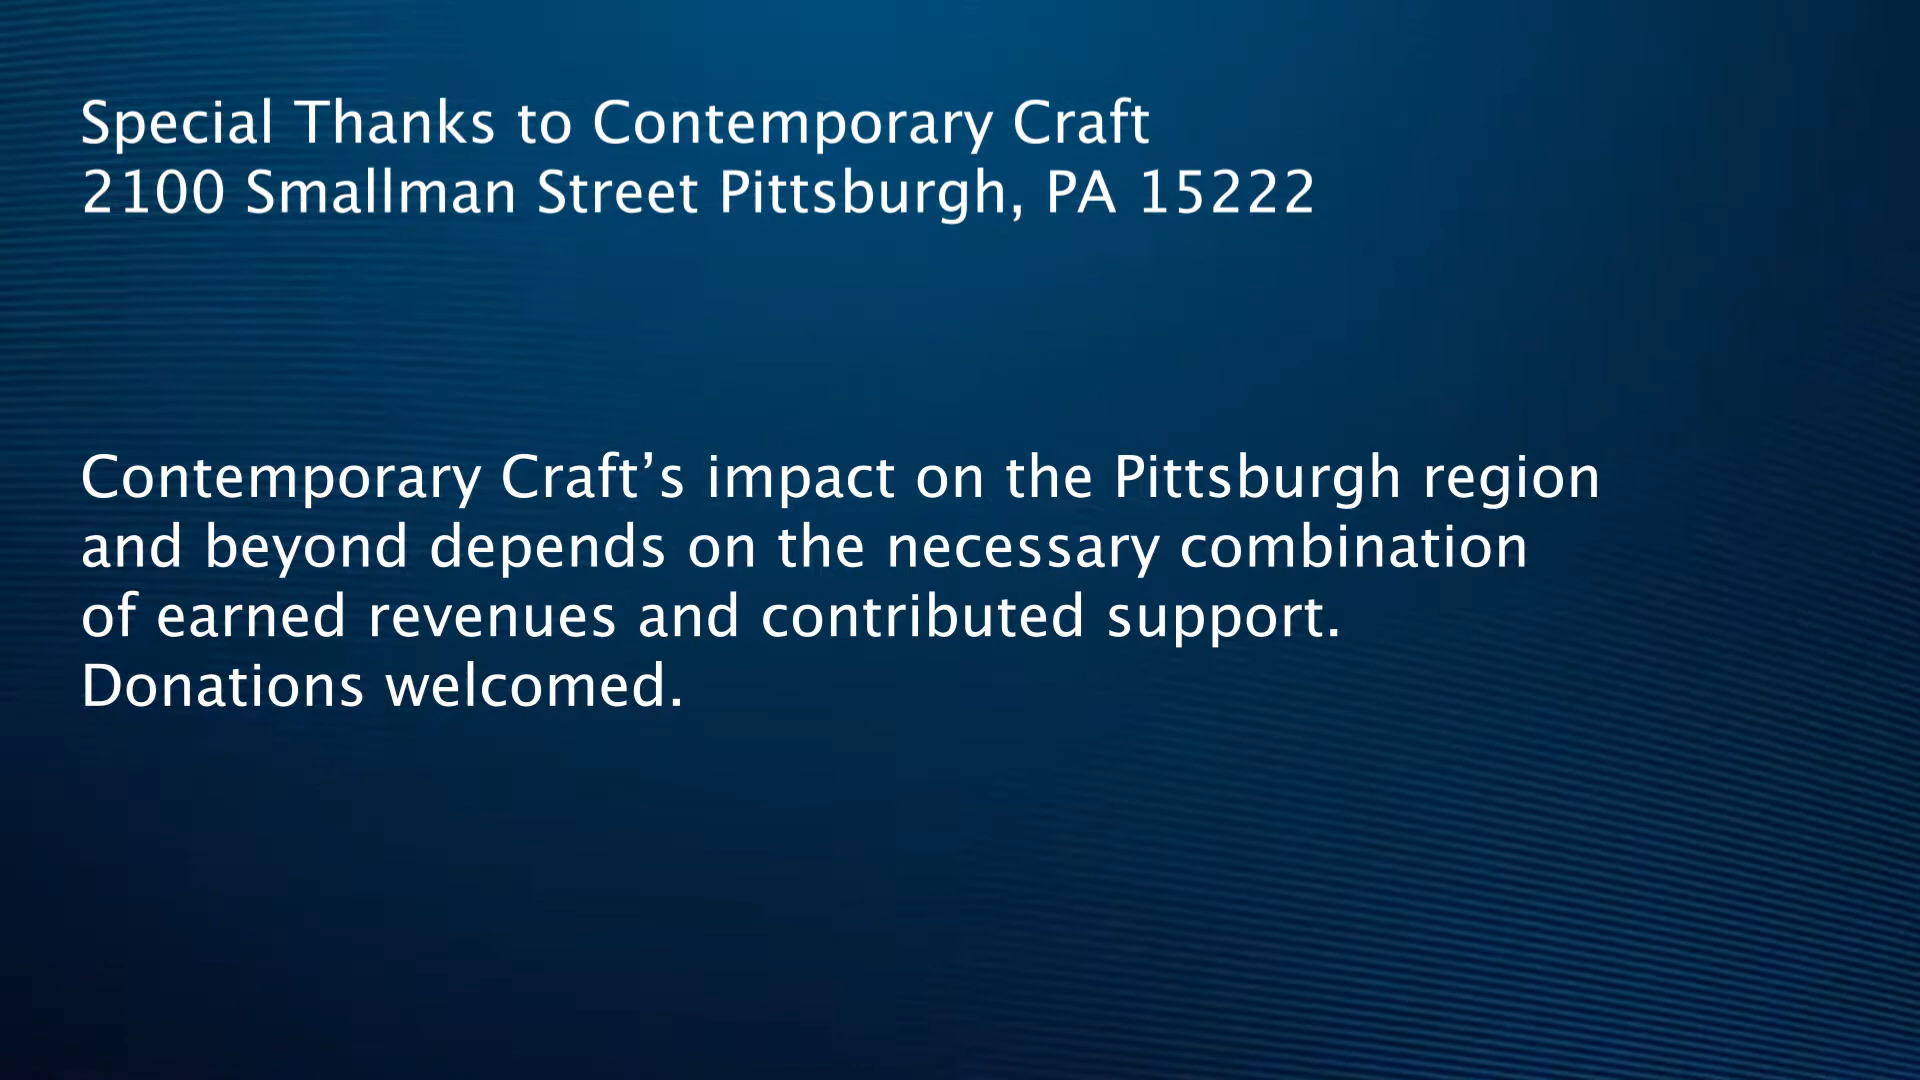 Special Thanks to Contemporary Craft
2100 Smallman Street Pittsburgh, PA 15222
Contemporary Craft’s impact on the Pittsburgh region
and beyond depends on the necessary combination
of earned revenues and contributed support.
Donations welcomed.